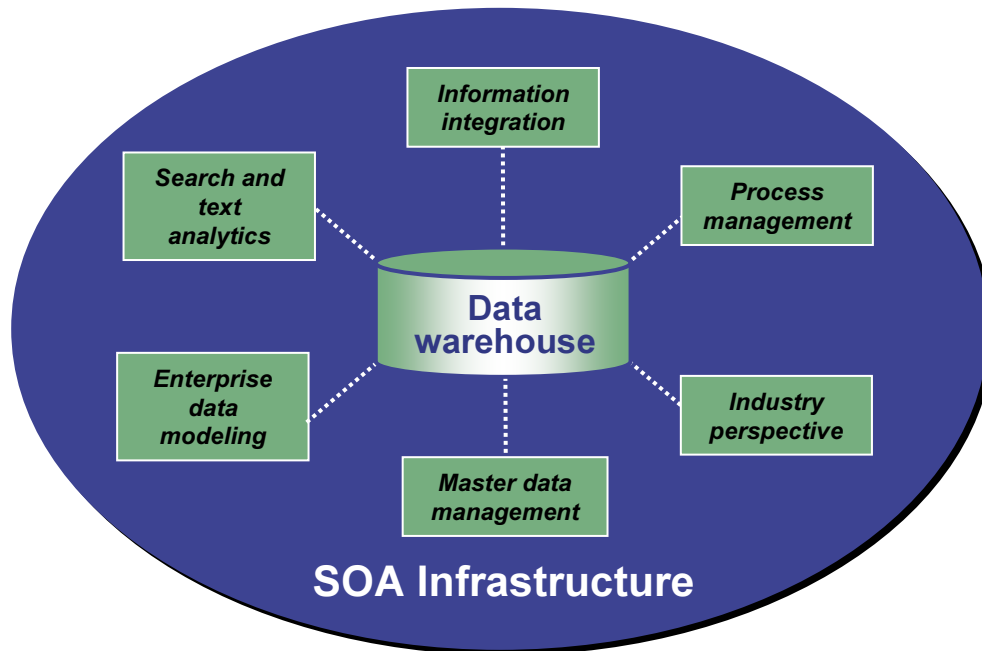 Information
integration
Search and
text
analytics
Process
management
Data
warehouse
Enterprise
data
modeling
Industry
perspective
Master data
management
SOA Infrastructure